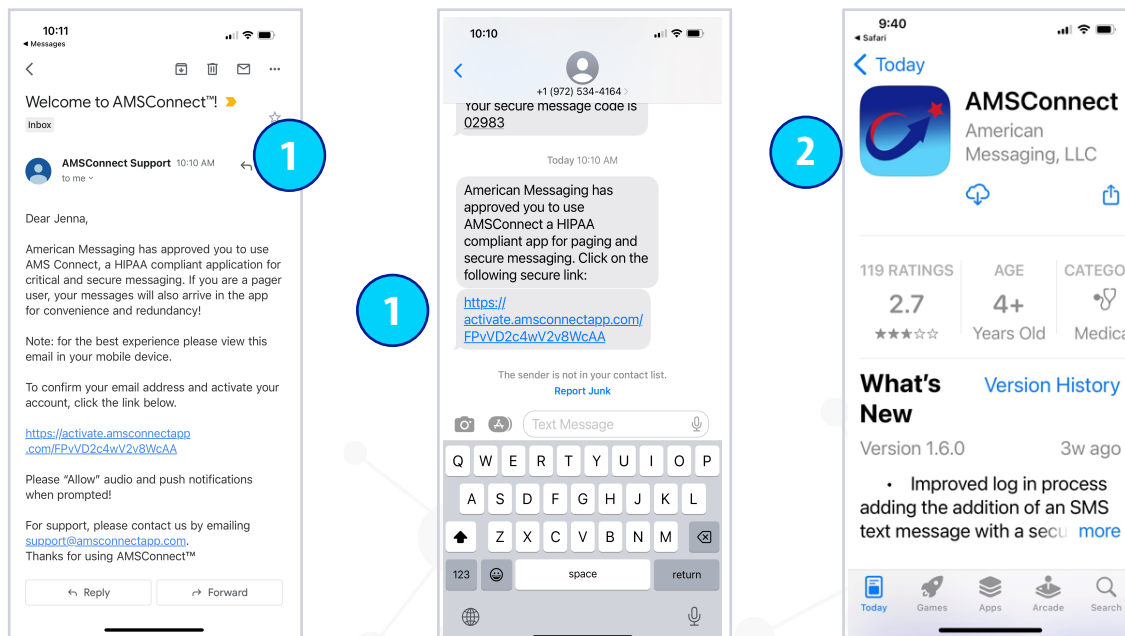 10:11
◀ Messages
Welcome to AMSConnect™!
Inbox
AMSConnect Support 10:10 AM
to me
1
Dear Jenna,
American Messaging has approved you to use
AMS Connect, a HIPAA compliant application for
critical and secure messaging. If you are a pager
user, your messages will also arrive in the app
for convenience and redundancy!
Note: for the best experience please view this
email in your mobile device.
To confirm your email address and activate your
account, click the link below.
https://activate.amsconnectapp
.com/FPvVD2c4wV2v8WcAA
Please “Allow” audio and push notifications
when prompted!
For support, please contact us by emailing
support@amsconnectapp.com.
Thanks for using AMSConnect™
Reply
Forward
10:10
+1 (972) 534-4164
Your secure message code is
02983
Today 10:10 AM
American Messaging has
approved you to use
AMSConnect a HIPAA
compliant app for paging and
secure messaging. Click on the
following secure link:
1
https://
activate.amsconnectapp.com/
FPvVD2c4wV2v8WcAA
The sender is not in your contact list.
Report Junk
Text Message
Q W E R T Y U I O P
A S D F G H J K L
Z X C V B N M
123 space return
9:40
◀ Safari
Today
2
AMSConnect
American
Messaging, LLC
119 RATINGS AGE CATEGO
2.7 4+
★★★☆☆ Years Old Medica
What’s
New
Version History
Version 1.6.0 3w ago
• Improved log in process
adding the addition of an SMS
text message with a secu more
Today Games Apps Arcade Search